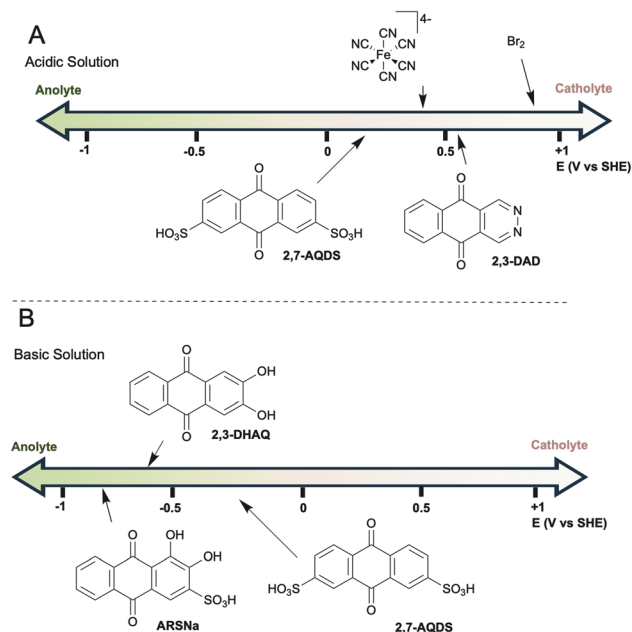 A
Acidic Solution
4-
CN
NC CN
Fe
NC CN
CN
Br2
Anolyte
Catholyte
-1 -0.5 0 0.5 +1
E (V vs SHE)
O
HO3S SO3H
O
2,7-AQDS
O
N
N
O
2,3-DAD
B
Basic Solution
O
OH
OH
O
2,3-DHAQ
Anolyte
Catholyte
-1 -0.5 0 0.5 +1
E (V vs SHE)
O OH
OH
SO3H
O
ARSNa
O
HO3S SO3H
O
2,7-AQDS